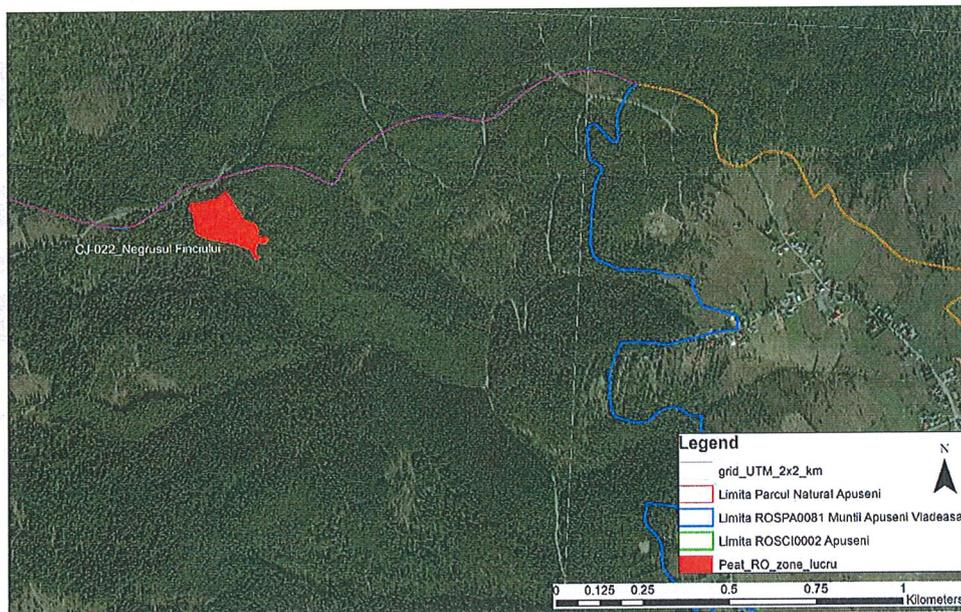 CJ-022_Negrusul Finciului
Legend
N
grid_UTM_2x2_km
Limita Parcul Natural Apuseni
Limita ROSPA0081 Muntii Apuseni Vladeasa
Limita ROSCI0002 Apuseni
Peat_RO_zone_lucru
0 0.125 0.25 0.5 0.75 1
Kilometers